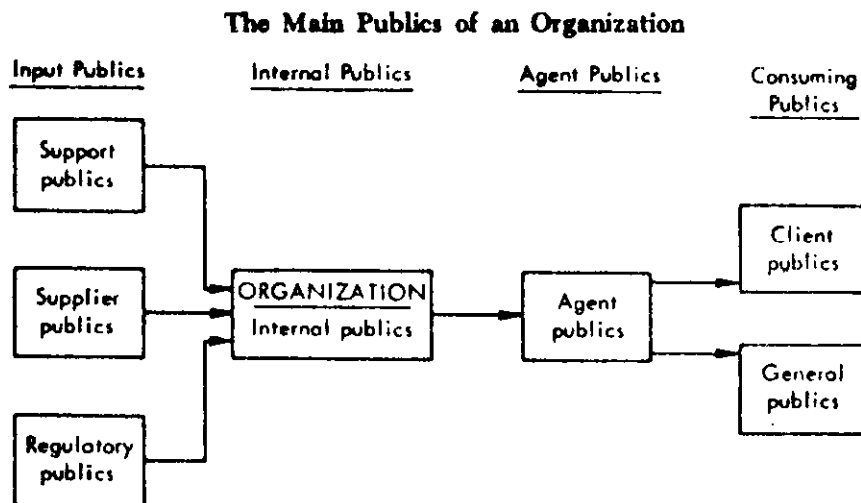 The Main Publics of an Organization
Input Publics
Internal Publics
Agent Publics
Consuming
Publics
Support
publics
Supplier
publics
Regulatory
publics
ORGANIZATION
Internal publics
Agent
publics
Client
publics
General
publics